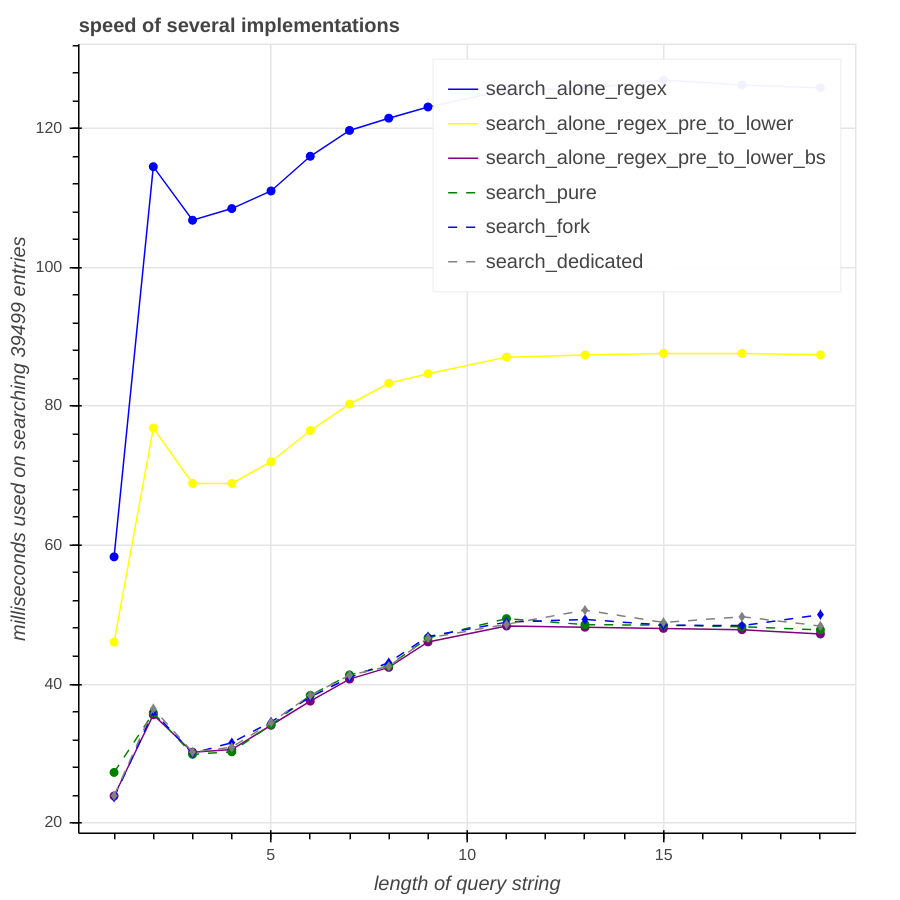 speed of several implementations
milliseconds used on searching 39499 entries
120
100
80
60
40
20
search_alone_regex
search_alone_regex_pre_to_lower
search_alone_regex_pre_to_lower_bs
search_pure
search_fork
search_dedicated
5
10
15
length of query string